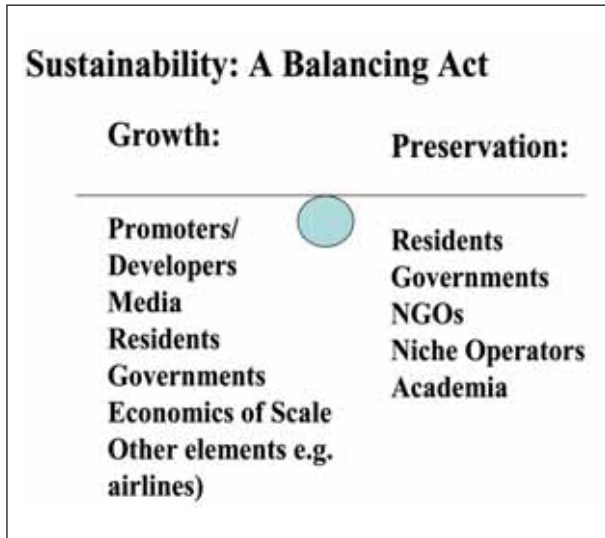 Sustainability: A Balancing Act
Growth:
Promoters/
Developers
Media
Residents
Governments
Economics of Scale
Other elements e.g.
airlines)
Preservation:
Residents
Governments
NGOs
Niche Operators
Academia